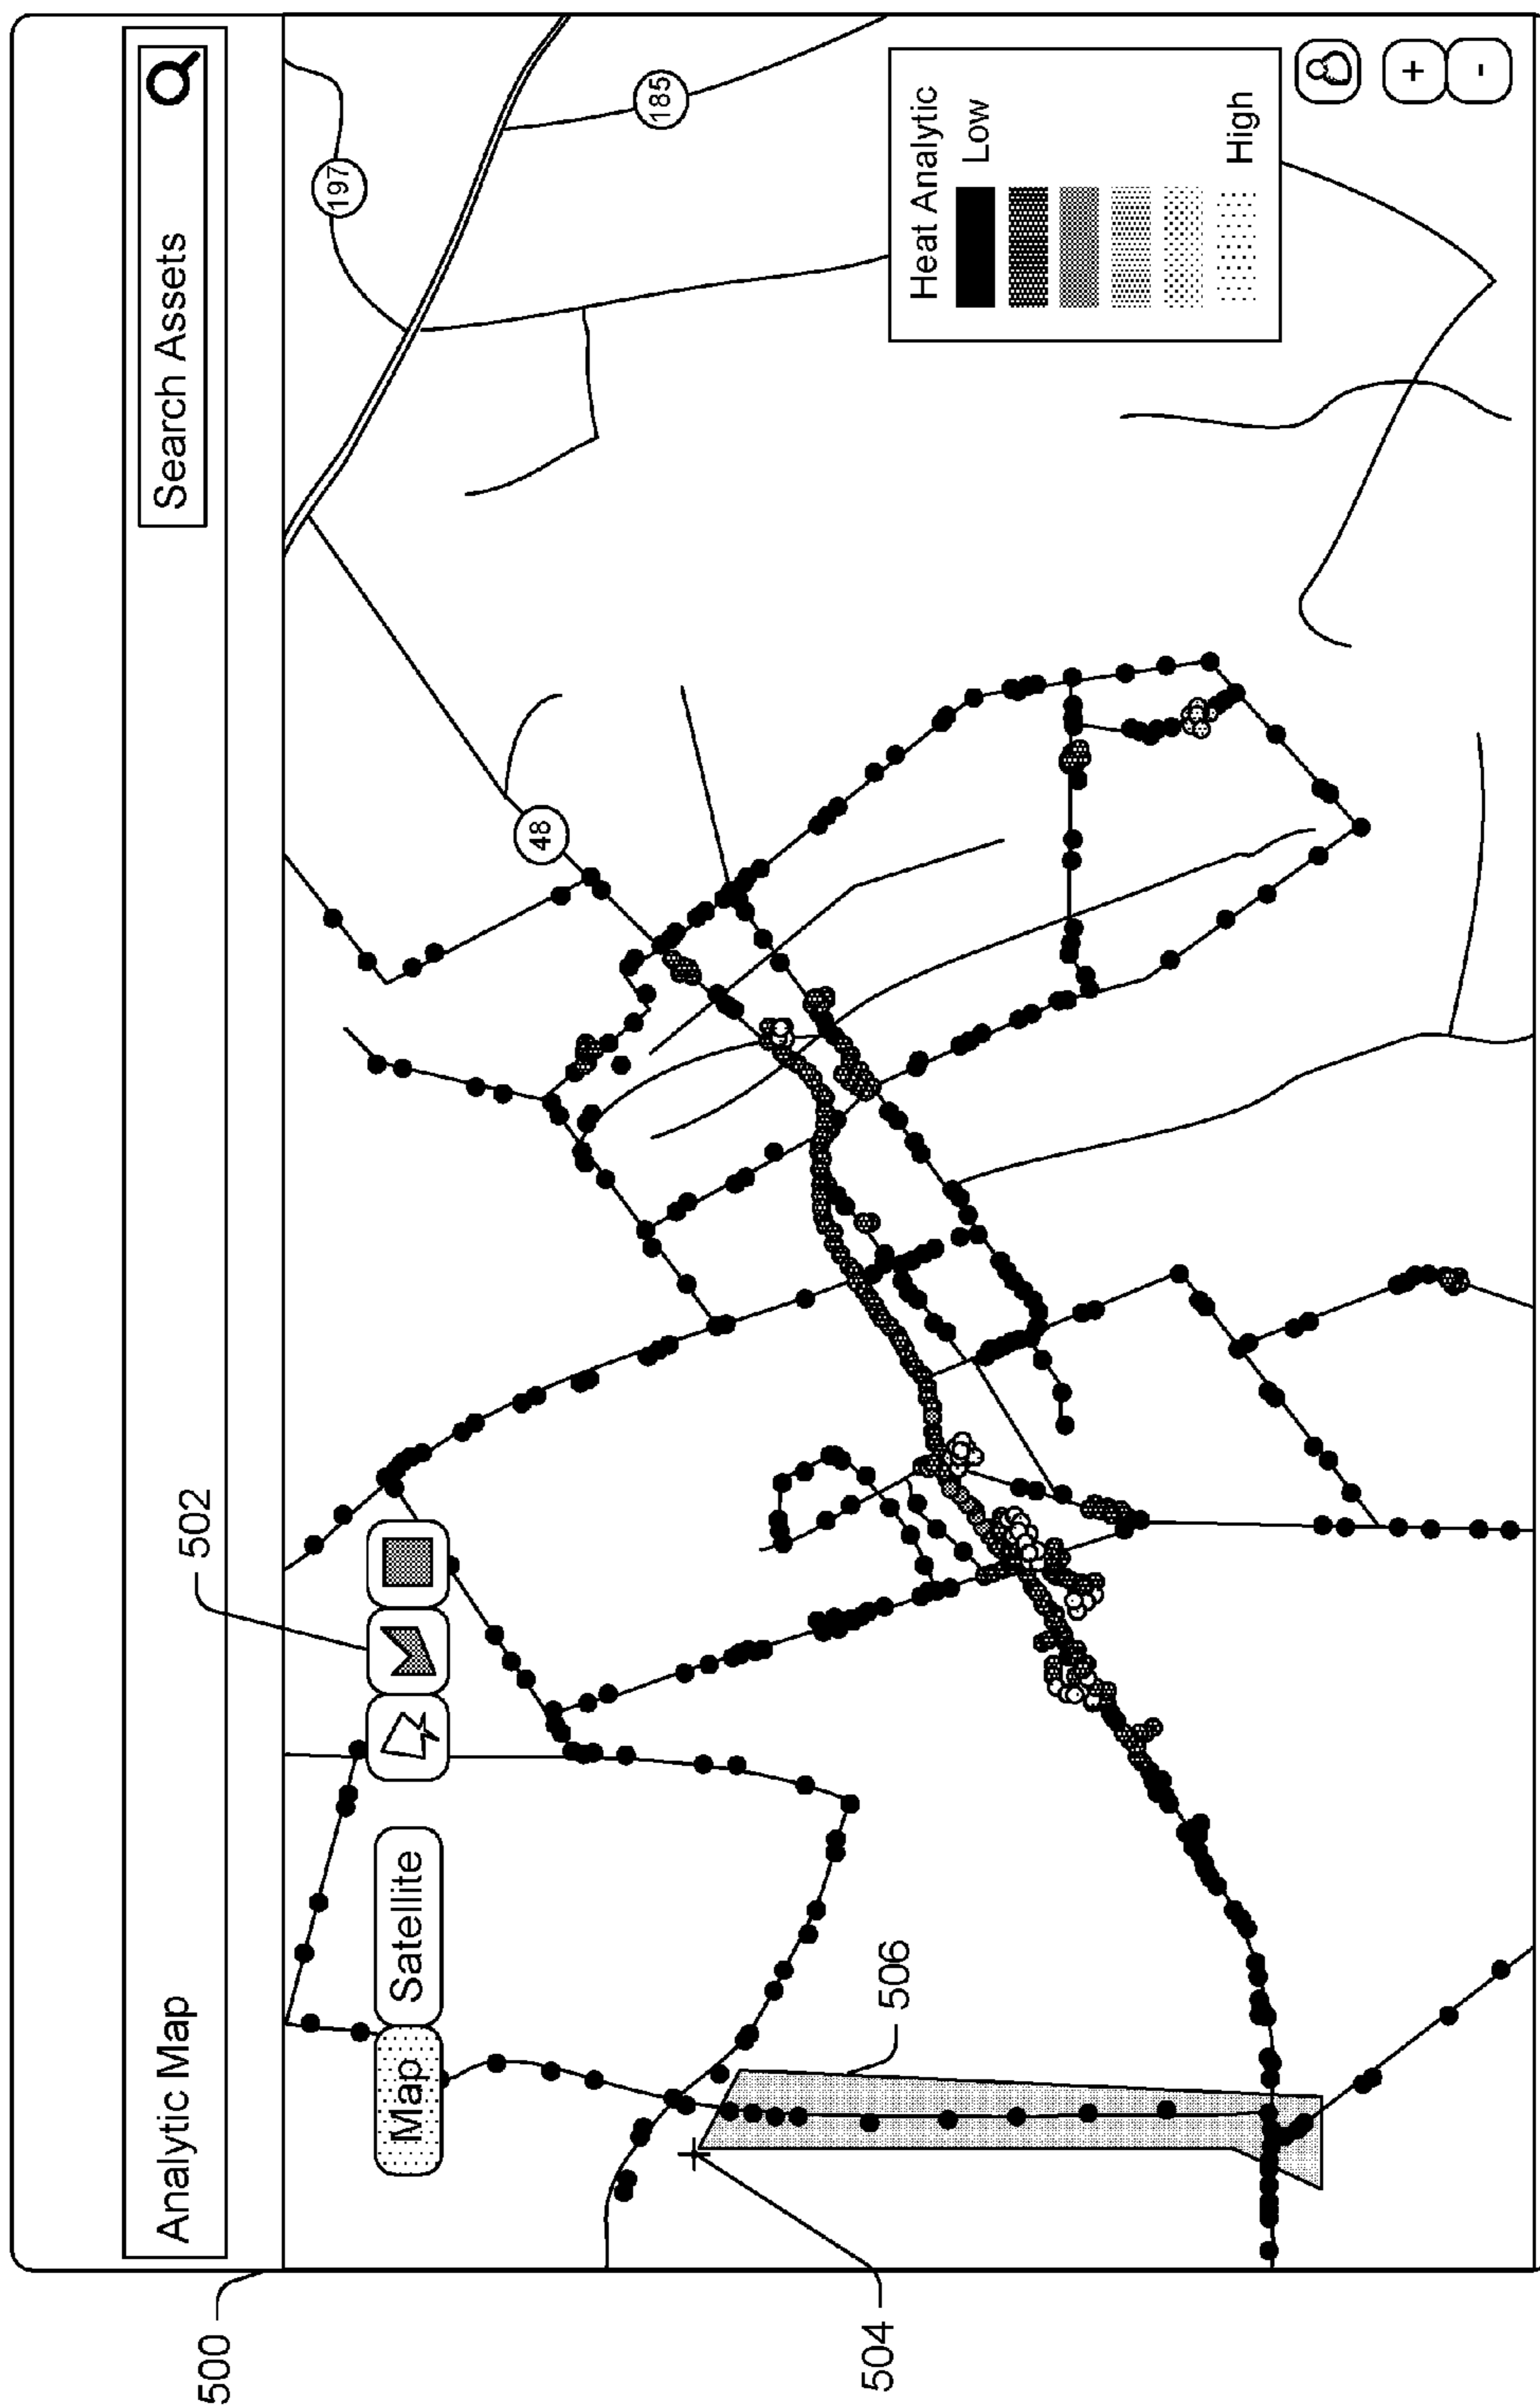 500
Analytic Map
Search Assets
502
Map
Satellite
197
185
48
506
504
Heat Analytic
Low
High
+
-